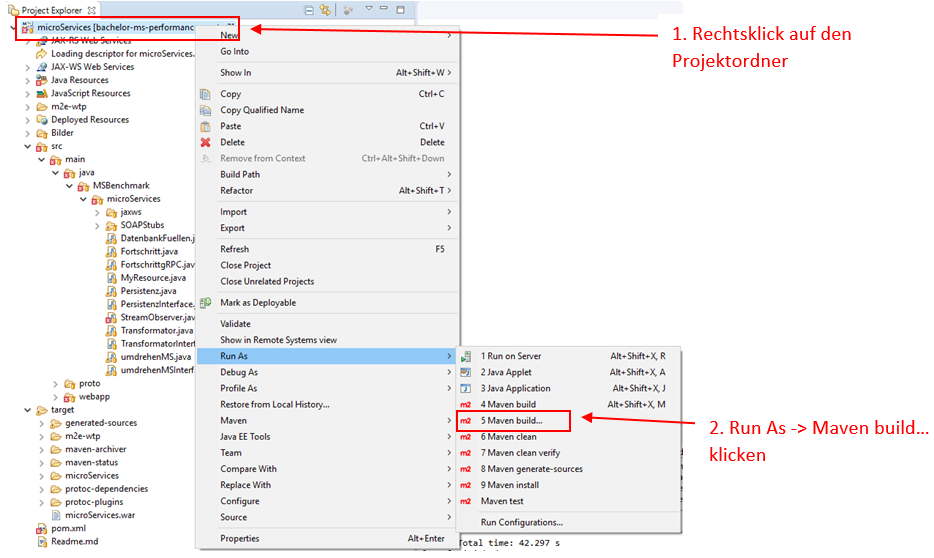 Project Explorer
microServices [bachelor-ms-performanc
JAX-RS Web Services
Loading descriptor for microServices.
JAX-WS Web Services
Java Resources
JavaScript Resources
m2e-wtp
Deployed Resources
Bilder
src
main
java
MSBenchmark
microServices
jaxws
SOAPStubs
DatenbankFuellen.j
Fortschritt.java
FortschrittgRPC.jav
MyResource.java
Persistenz.java
PersistenzInterface.
StreamObserver.jav
Transformator.java
TransformatorInterf
umdrehenMS.java
umdrehenMSInterf
proto
webapp
target
generated-sources
m2e-wtp
maven-archiver
maven-status
microServices
protoc-dependencies
protoc-plugins
microServices.war
pom.xml
Readme.md
New
Go Into
Show In Alt+Shift+W
Copy Ctrl+C
Copy Qualified Name
Paste Ctrl+V
Delete Delete
Remove from Context Ctrl+Alt+Shift+Down
Build Path
Refactor Alt+Shift+T
Import
Export
Refresh F5
Close Project
Close Unrelated Projects
Mark as Deployable
Validate
Show in Remote Systems view
Run As
Debug As
Profile As
Restore from Local History...
Maven
Java EE Tools
Team
Compare With
Replace With
Configure
Source
Properties Alt+Enter
1 Run on Server Alt+Shift+X, R
2 Java Applet Alt+Shift+X, A
3 Java Application Alt+Shift+X, J
4 Maven build Alt+Shift+X, M
5 Maven build...
6 Maven clean
7 Maven clean verify
8 Maven generate-sources
9 Maven install
Maven test
Run Configurations...
Total time: 42.297 s
1. Rechtsklick auf den
Projektordner
2. Run As -> Maven build...
klicken